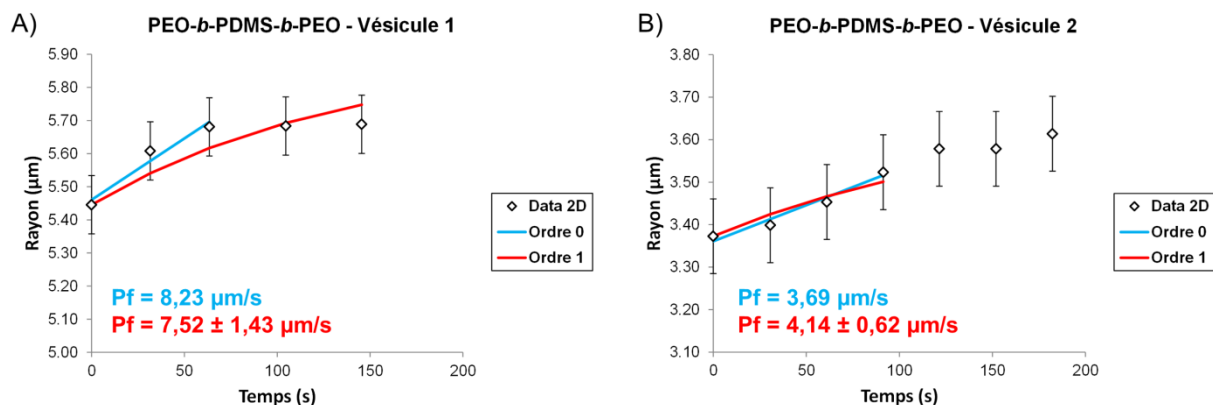 A)
PEO-b-PDMS-b-PEO - Vésicule 1
5.90
5.80
5.70
5.60
5.50
5.40
5.30
5.20
5.10
5.00
Rayon (µm)
0 50 100 150 200
Temps (s)
Data 2D
Ordre 0
Ordre 1
Pf = 8,23 µm/s
Pf = 7,52 ± 1,43 µm/s
B)
PEO-b-PDMS-b-PEO - Vésicule 2
3.80
3.70
3.60
3.50
3.40
3.30
3.20
3.10
Rayon (µm)
0 50 100 150 200
Temps (s)
Data 2D
Ordre 0
Ordre 1
Pf = 3,69 µm/s
Pf = 4,14 ± 0,62 µm/s